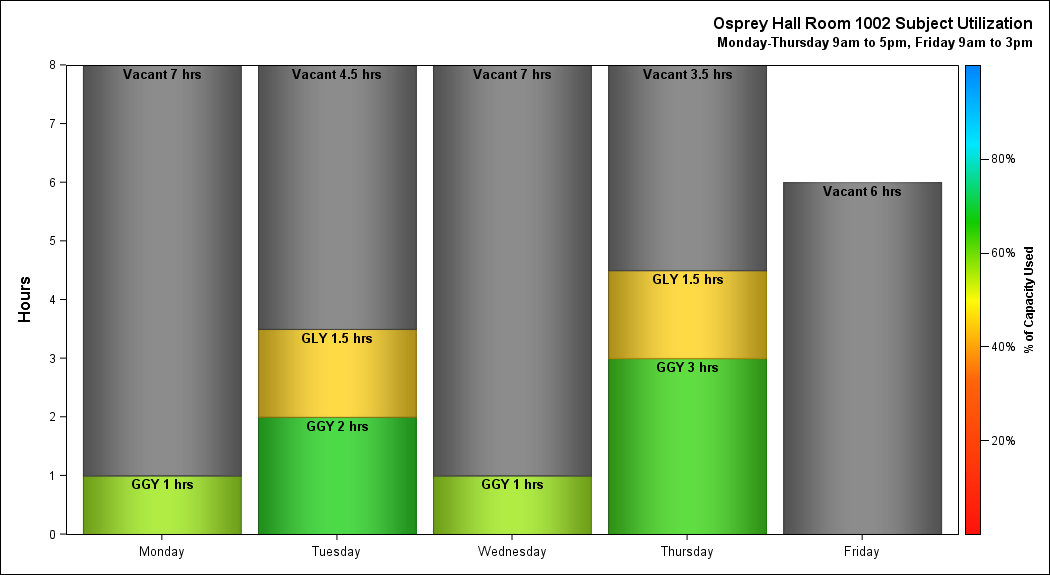 Osprey Hall Room 1002 Subject Utilization
Monday-Thursday 9am to 5pm, Friday 9am to 3pm
Hours
8
7
6
5
4
3
2
1
0
Vacant 7 hrs
GGY 1 hrs
Vacant 4.5 hrs
GLY 1.5 hrs
GGY 2 hrs
Vacant 7 hrs
GGY 1 hrs
Vacant 3.5 hrs
GLY 1.5 hrs
GGY 3 hrs
Vacant 6 hrs
Monday
Tuesday
Wednesday
Thursday
Friday
80%
60%
40%
20%
% of Capacity Used